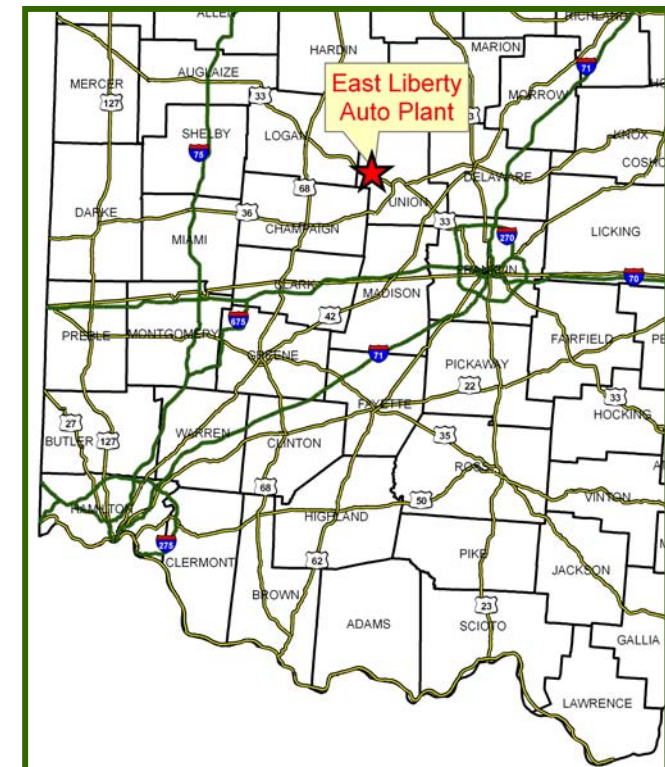 ALLEN
RICHLAND
HARDIN
MARION
71
AUGLAIZE
MERCER
127
33
East Liberty
Auto Plant
MORROW
SHELBY
LOGAN
KNOX
75
68
DELAWARE
UNION
DARKE
36
CHAMPAIGN
33
270
LICKING
MIAMI
CLARK
MADISON
FRANKLIN
70
PREBLE
MONTGOMERY
675
42
GREENE
71
FAIRFIELD
PICKAWAY
22
33
FAYETTE
HOCKING
27
BUTLER
127
WARREN
CLINTON
35
ROSS
68
50
VINTON
HAMILTON
HIGHLAND
275
CLERMONT
62
PIKE
JACKSON
BROWN
ADAMS
23
SCIOTO
GALLIA
LAWRENCE